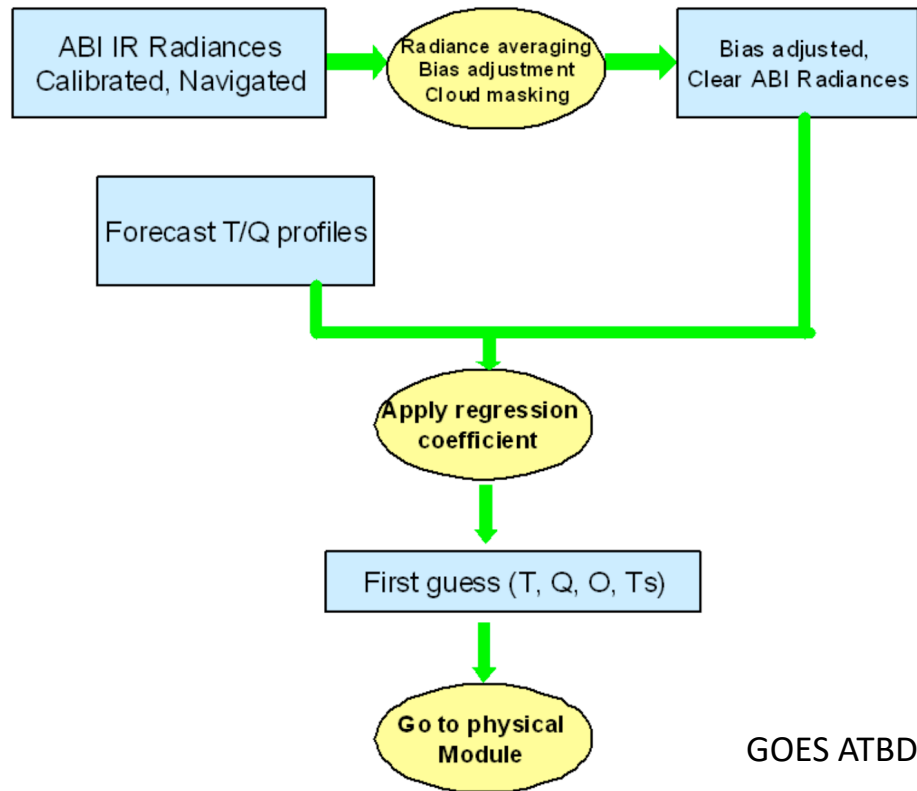 ABI IR Radiances
Calibrated, Navigated
Radiance averaging
Bias adjustment
Cloud masking
Bias adjusted,
Clear ABI Radiances
Forecast T/Q profiles
Apply regression
coefficient
First guess (T, Q, O, Ts)
Go to physical
Module
GOES ATBD